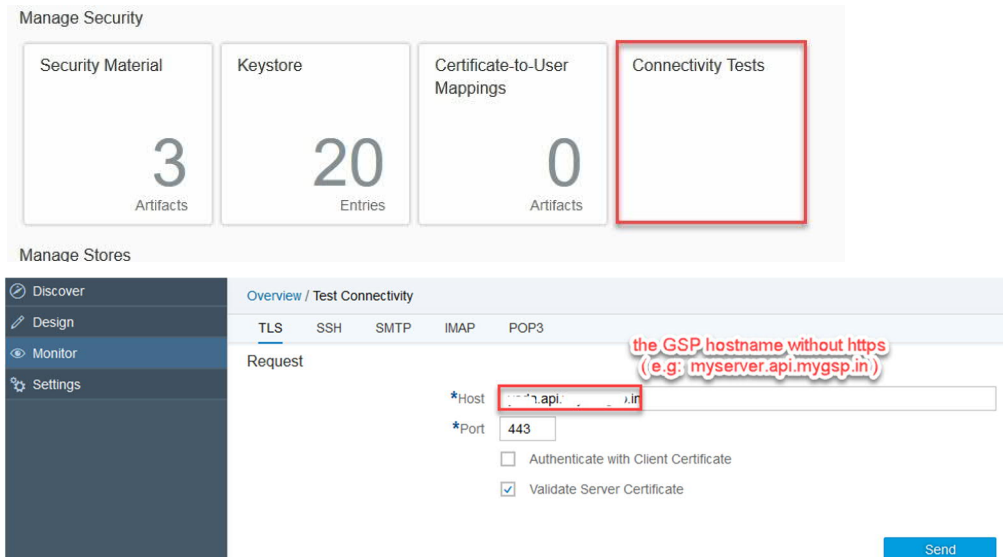 Manage Security
Security Material
Keystore
Certificate-to-User
Mappings
Connectivity Tests
3
20
0
Artifacts
Entries
Artifacts
Manage Stores
Discover
Design
Monitor
Settings
Overview / Test Connectivity
TLS SSH SMTP IMAP POP3
the GSP hostname without https
(e.g: myserver.api.mygsp.in)
Request
*Host .in
*Port 443
Authenticate with Client Certificate
Validate Server Certificate
Send